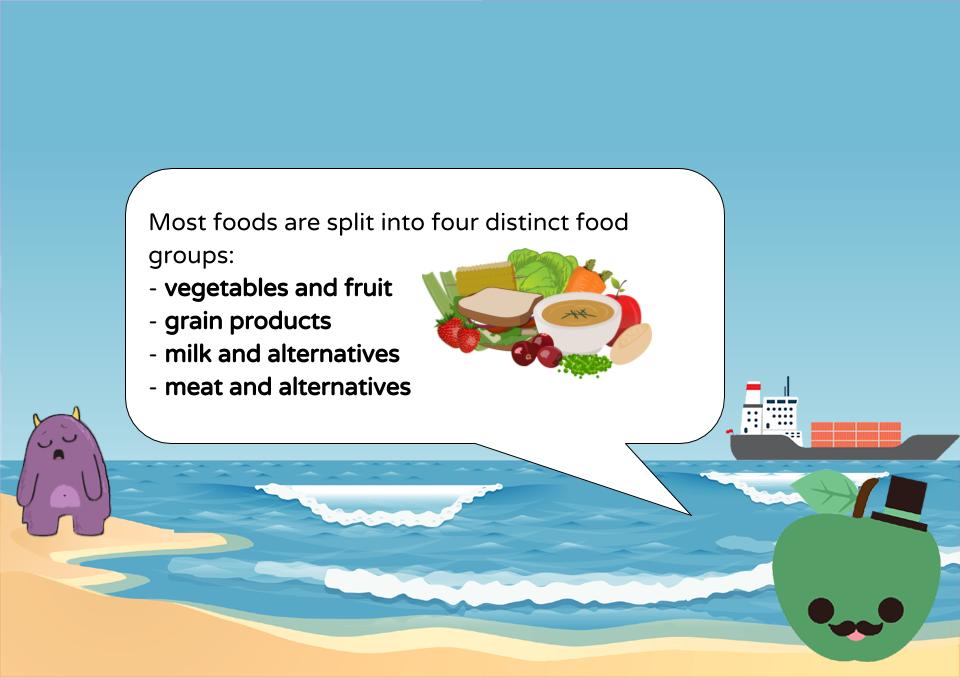 Most foods are split into four distinct food
groups:
- vegetables and fruit
- grain products
- milk and alternatives
- meat and alternatives